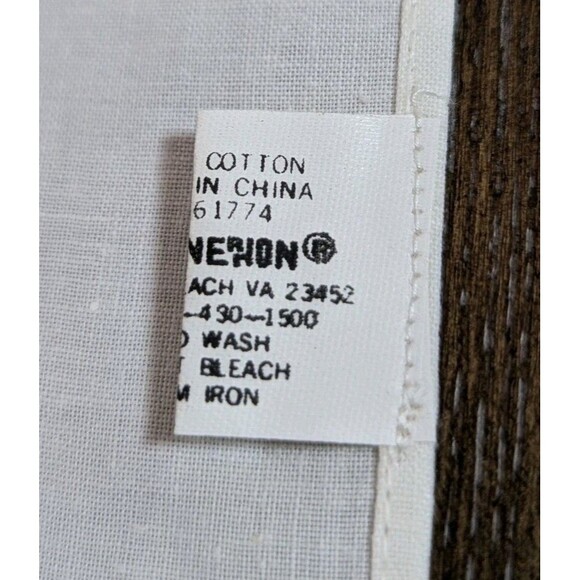 COTTON
IN CHINA
61774
ACH VA 23452
-430-1500
WASH
BLEACH
IRON